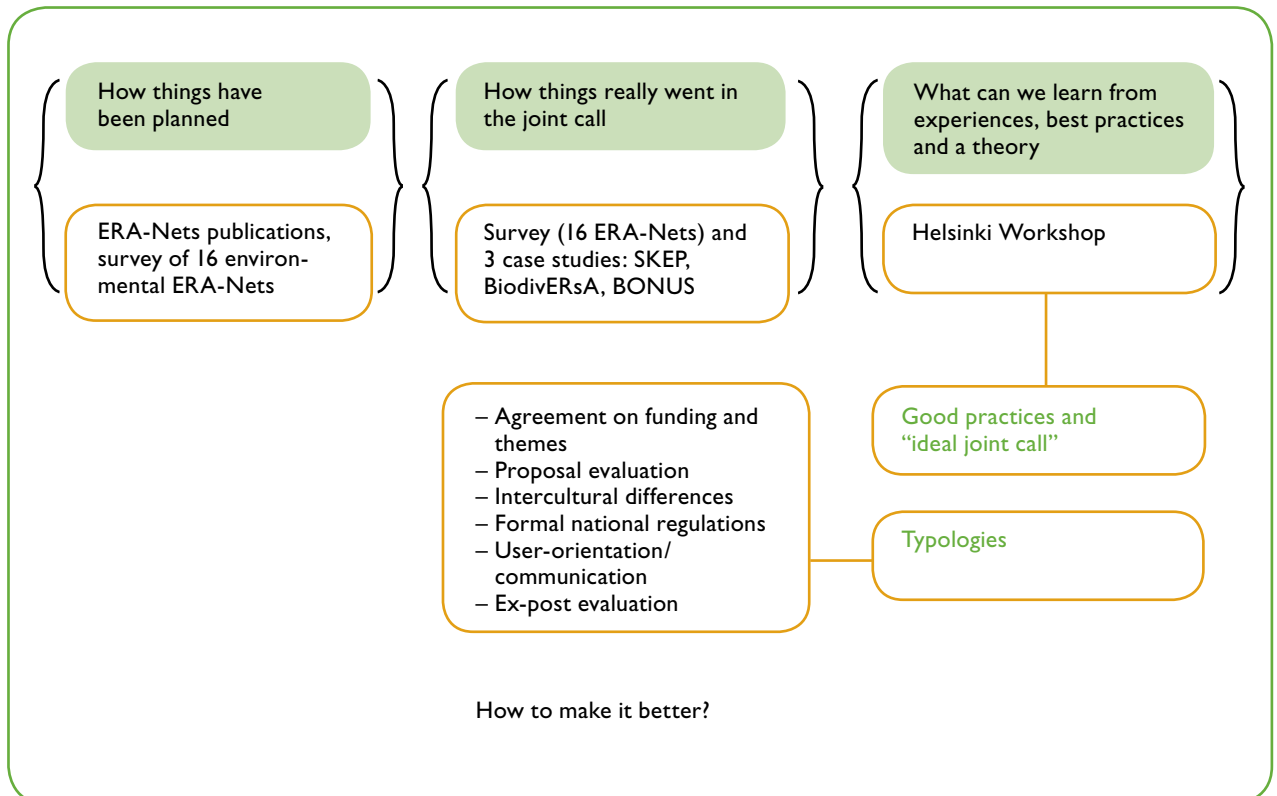 How things have
been planned
ERA-Nets publications,
survey of 16 environ-
mental ERA-Nets
How things really went in
the joint call
Survey (16 ERA-Nets) and
3 case studies: SKEP,
BiodivERsA, BONUS
What can we learn from
experiences, best practices
and a theory
Helsinki Workshop
– Agreement on funding and
themes
– Proposal evaluation
– Intercultural differences
– Formal national regulations
– User-orientation/
communication
– Ex-post evaluation
Good practices and
“ideal joint call”
Typologies
How to make it better?